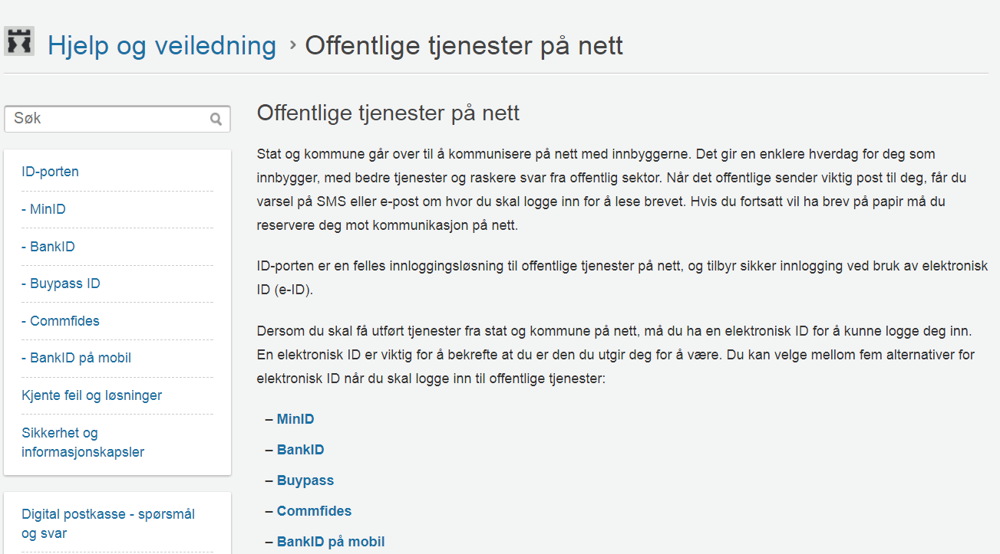 Hjelp og veiledning › Offentlige tjenester på nett
Søk
ID-porten
- MinID
- BankID
- Buypass ID
- Commfides
- BankID på mobil
Kjente feil og løsninger
Sikkerhet og
informasjonskapsler
Digital postkasse - spørsmål
og svar
Offentlige tjenester på nett
Stat og kommune går over til å kommunisere på nett med innbyggerne. Det gir en enklere hverdag for deg som
innbygger, med bedre tjenester og raskere svar fra offentlig sektor. Når det offentlige sender viktig post til deg, får du
varsel på SMS eller e-post om hvor du skal logge inn for å lese brevet. Hvis du fortsatt vil ha brev på papir må du
reservere deg mot kommunikasjon på nett.
ID-porten er en felles innloggingsløsning til offentlige tjenester på nett, og tilbyr sikker innlogging ved bruk av elektronisk
ID (e-ID).
Dersom du skal få utført tjenester fra stat og kommune på nett, må du ha en elektronisk ID for å kunne logge deg inn.
En elektronisk ID er viktig for å bekrefte at du er den du utgir deg for å være. Du kan velge mellom fem alternativer for
elektronisk ID når du skal logge inn til offentlige tjenester:
– MinID
– BankID
– Buypass
– Commfides
– BankID på mobil